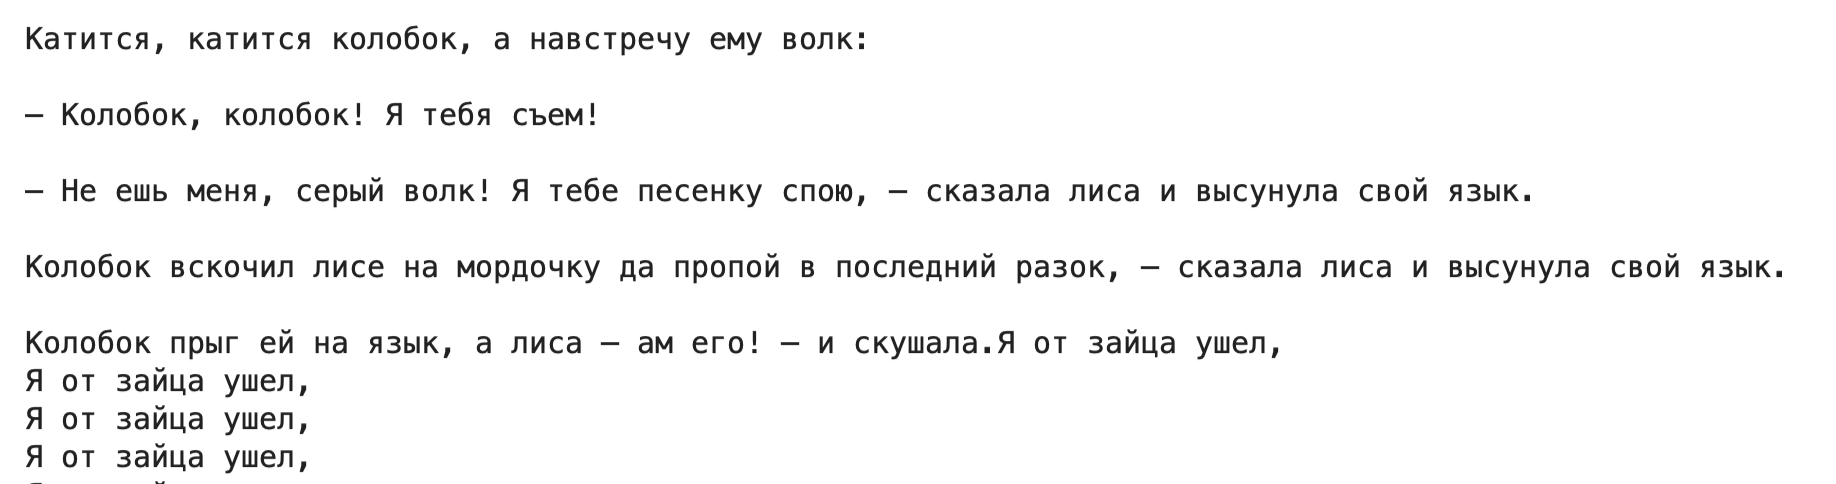 Катится, катится колобок, а навстречу ему волк:
— Колобок, колобок! Я тебя съем!
— Не ешь меня, серый волк! Я тебе песенку спою, — сказала лиса и высунула свой язык.
Колобок вскочил лисе на мордочку да пропой в последний разок, — сказала лиса и высунула свой язык.
Колобок прыг ей на язык, а лиса — ам его! — и скушала.Я от зайца ушел,
Я от зайца ушел,
Я от зайца ушел,
Я от зайца ушел,